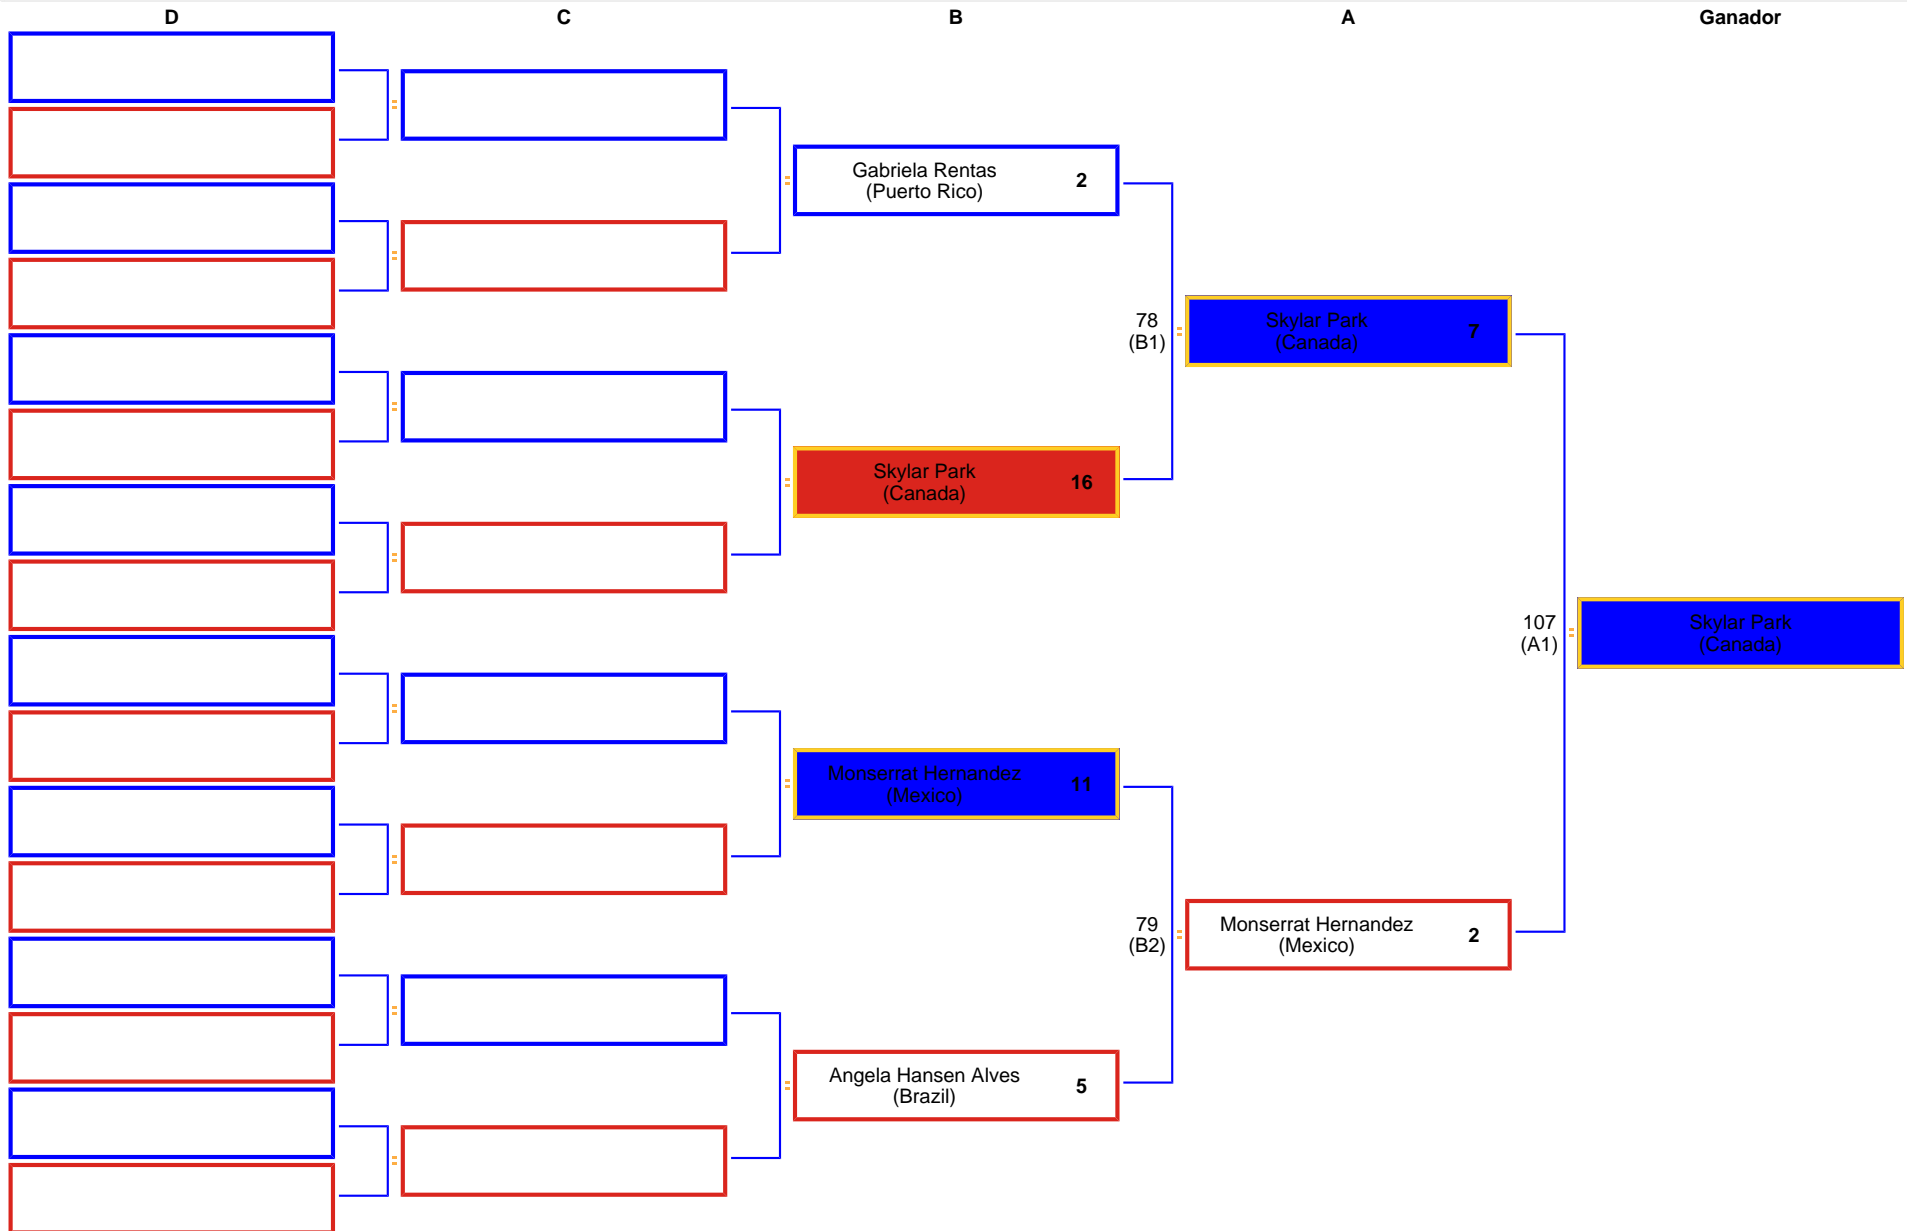 D
C
B
A
Ganador
Gabriela Rentas
(Puerto Rico)
2
78
(B1)
Skylar Park
(Canada)
7
Skylar Park
(Canada)
16
107
(A1)
Skylar Park
(Canada)
Monserrat Hernandez
(Mexico)
11
79
(B2)
Monserrat Hernandez
(Mexico)
2
Angela Hansen Alves
(Brazil)
5